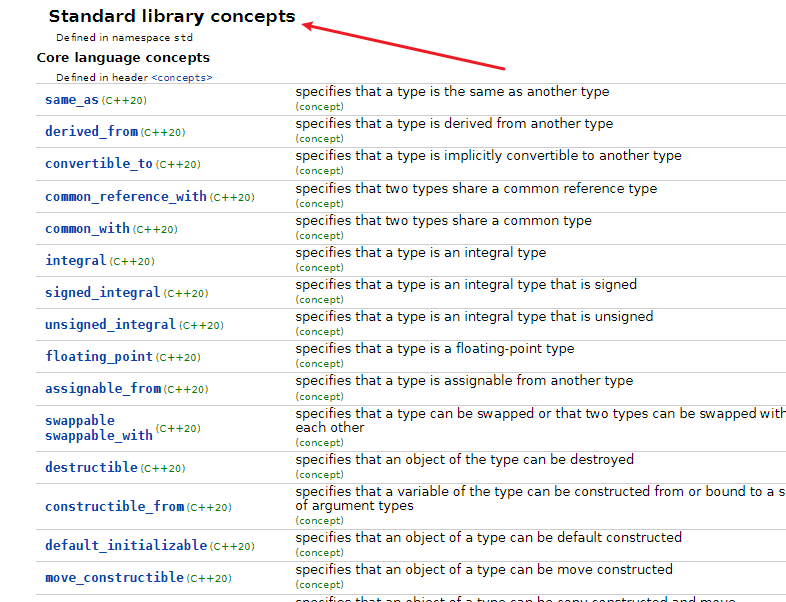 Standard library concepts
Defined in namespace std
Core language concepts
Defined in header <concepts>
same_as (C++20)
specifies that a type is the same as another type
(concept)
derived_from (C++20)
specifies that a type is derived from another type
(concept)
convertible_to (C++20)
specifies that a type is implicitly convertible to another type
(concept)
common_reference_with (C++20)
specifies that two types share a common reference type
(concept)
common_with (C++20)
specifies that two types share a common type
(concept)
integral (C++20)
specifies that a type is an integral type
(concept)
signed_integral (C++20)
specifies that a type is an integral type that is signed
(concept)
unsigned_integral (C++20)
specifies that a type is an integral type that is unsigned
(concept)
floating_point (C++20)
specifies that a type is a floating-point type
(concept)
assignable_from (C++20)
specifies that a type is assignable from another type
(concept)
swappable
swappable_with (C++20)
specifies that a type can be swapped or that two types can be swapped with
each other
(concept)
destructible (C++20)
specifies that an object of the type can be destroyed
(concept)
constructible_from (C++20)
specifies that a variable of the type can be constructed from or bound to a s
of argument types
(concept)
default_initializable (C++20)
specifies that an object of a type can be default constructed
(concept)
move_constructible (C++20)
specifies that an object of a type can be move constructed
(concept)
specifies that an object of a type can be copy constructed and move